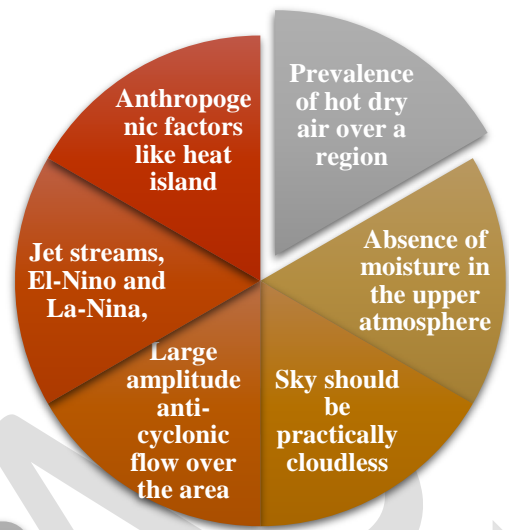 Prevalence
of hot dry
air over a
region
Absence of
moisture in
the upper
atmosphere
Sky should
be
practically
cloudless
Large
amplitude
anti-
cyclonic
flow over
the area
Jet streams,
El-Nino and
La-Nina,
Anthropoge
nic factors
like heat
island